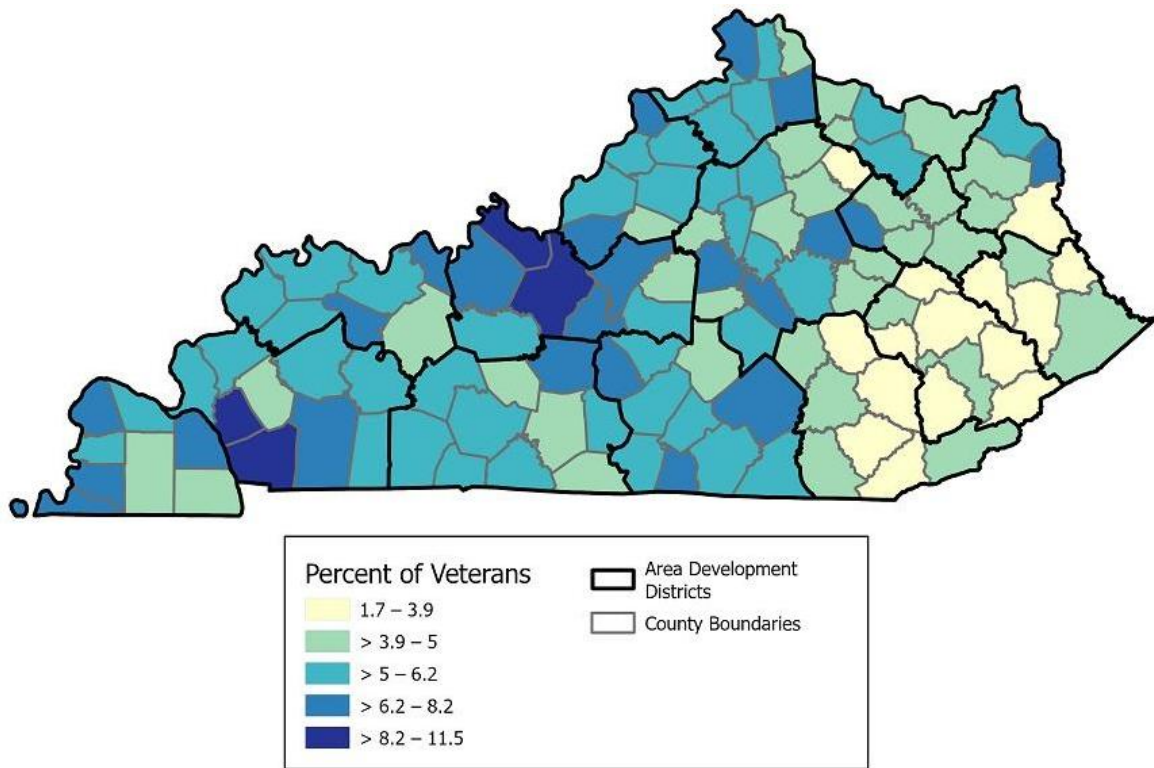 Percent of Veterans
1.7 – 3.9
> 3.9 – 5
> 5 – 6.2
> 6.2 – 8.2
> 8.2 – 11.5
Area Development
Districts
County Boundaries